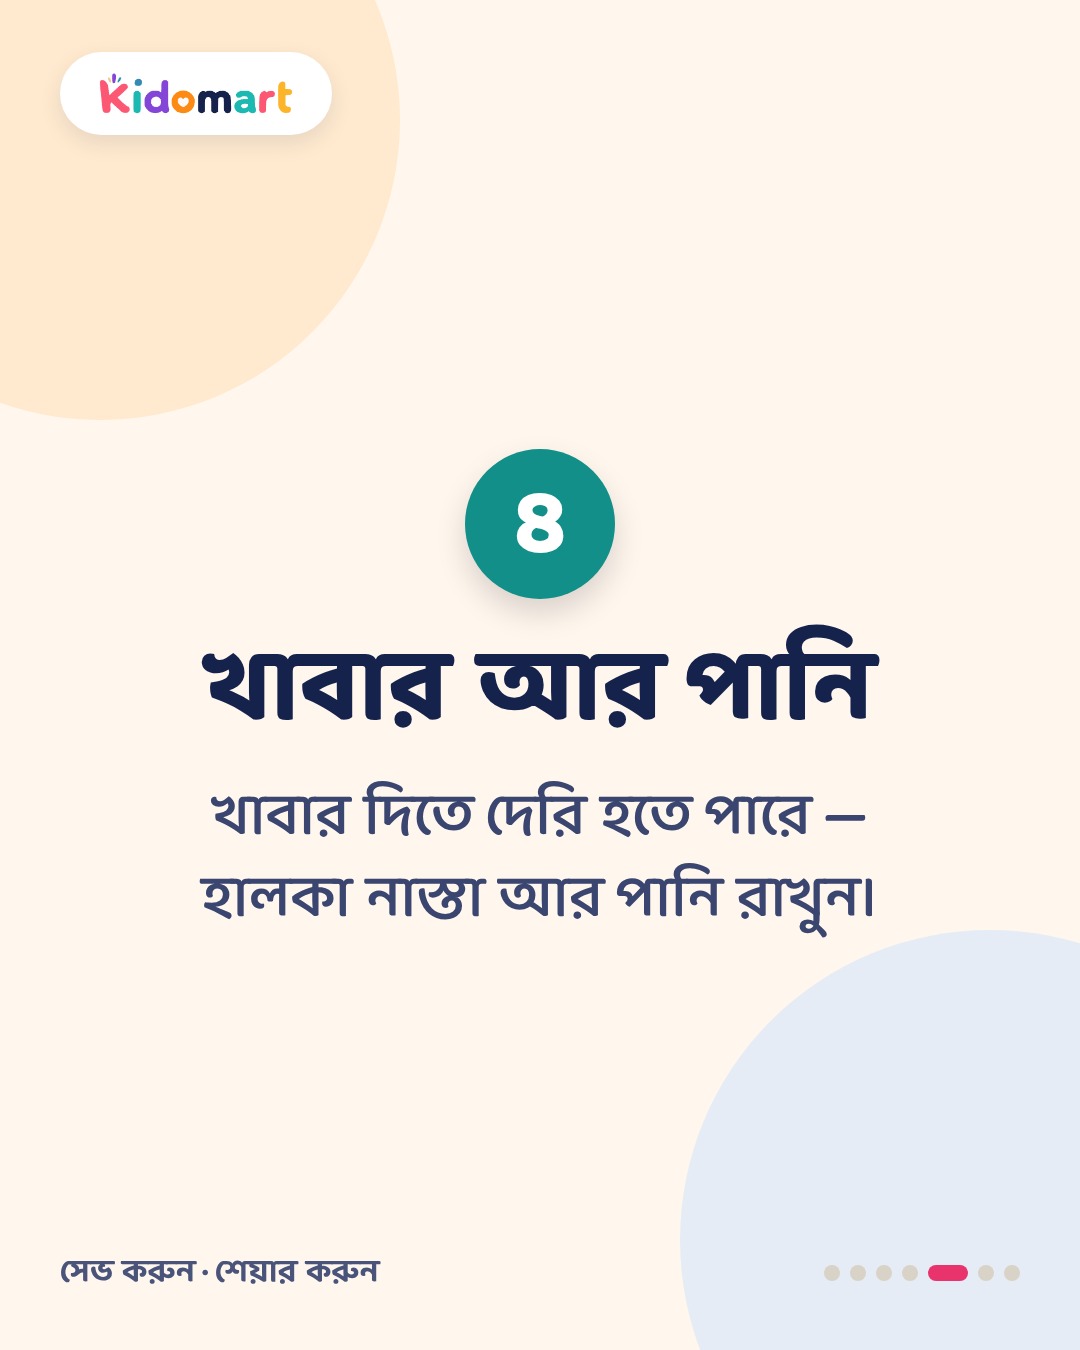 Kidomart
৪
খাবার আর পানি
খাবার দিতে দেরি হতে পারে —
হালকা নাস্তা আর পানি রাখুন।
সেভ করুন · শেয়ার করুন